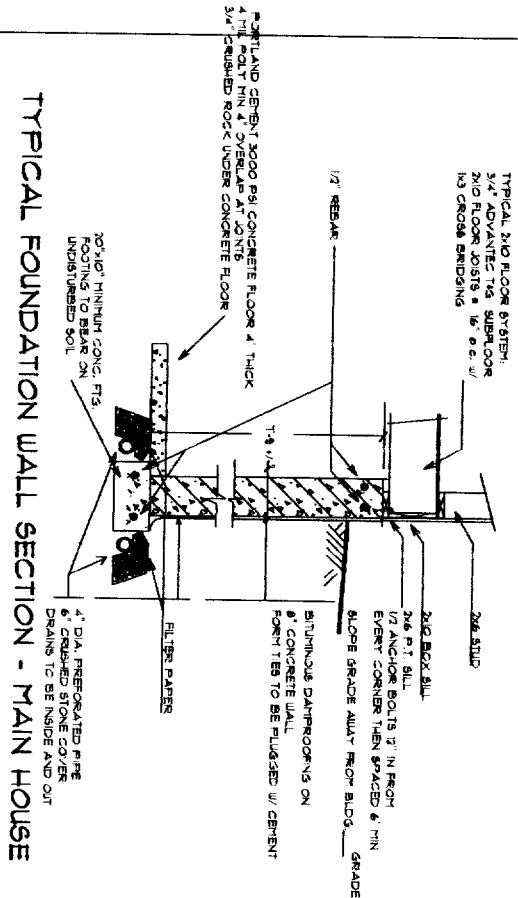 TYPICAL 2x10 FLOOR SYSTEM:
3/4" ADVANTEC T&G SUBFLOOR
2x10 FLOOR JOISTS @ 16" o.c. w/
1x3 CROSS BRIDGING
1/2" REBAR
PORTLAND CEMENT 3000 PSI CONCRETE FLOOR 4" THICK
4 MIL POLY MIN 4" OVERLAP AT JOINTS
3/4" CRUSHED ROCK UNDER CONCRETE FLOOR
20"x10" MINIMUM CONC. FTG.
FOOTING TO BEAR ON
UNDISTURBED SOIL
2x6 STUD
2x10 BOX SILL
2x6 P.T. SILL
1/2 ANCHOR BOLTS 12" IN FROM
EVERY CORNER THEN SPACED 6' MIN
GRADE
SLOPE GRADE AWAY FROM BLDG.
BITUMINOUS DAMPROOFING ON
8" CONCRETE WALL
FORM TIES TO BE PLUGGED W/ CEMENT
FILTER PAPER
4" DIA. PREFORATED PIPE
6" CRUSHED STONE COVER
DRAINS TO BE INSIDE AND OUT
TYPICAL FOUNDATION WALL SECTION - MAIN HOUSE